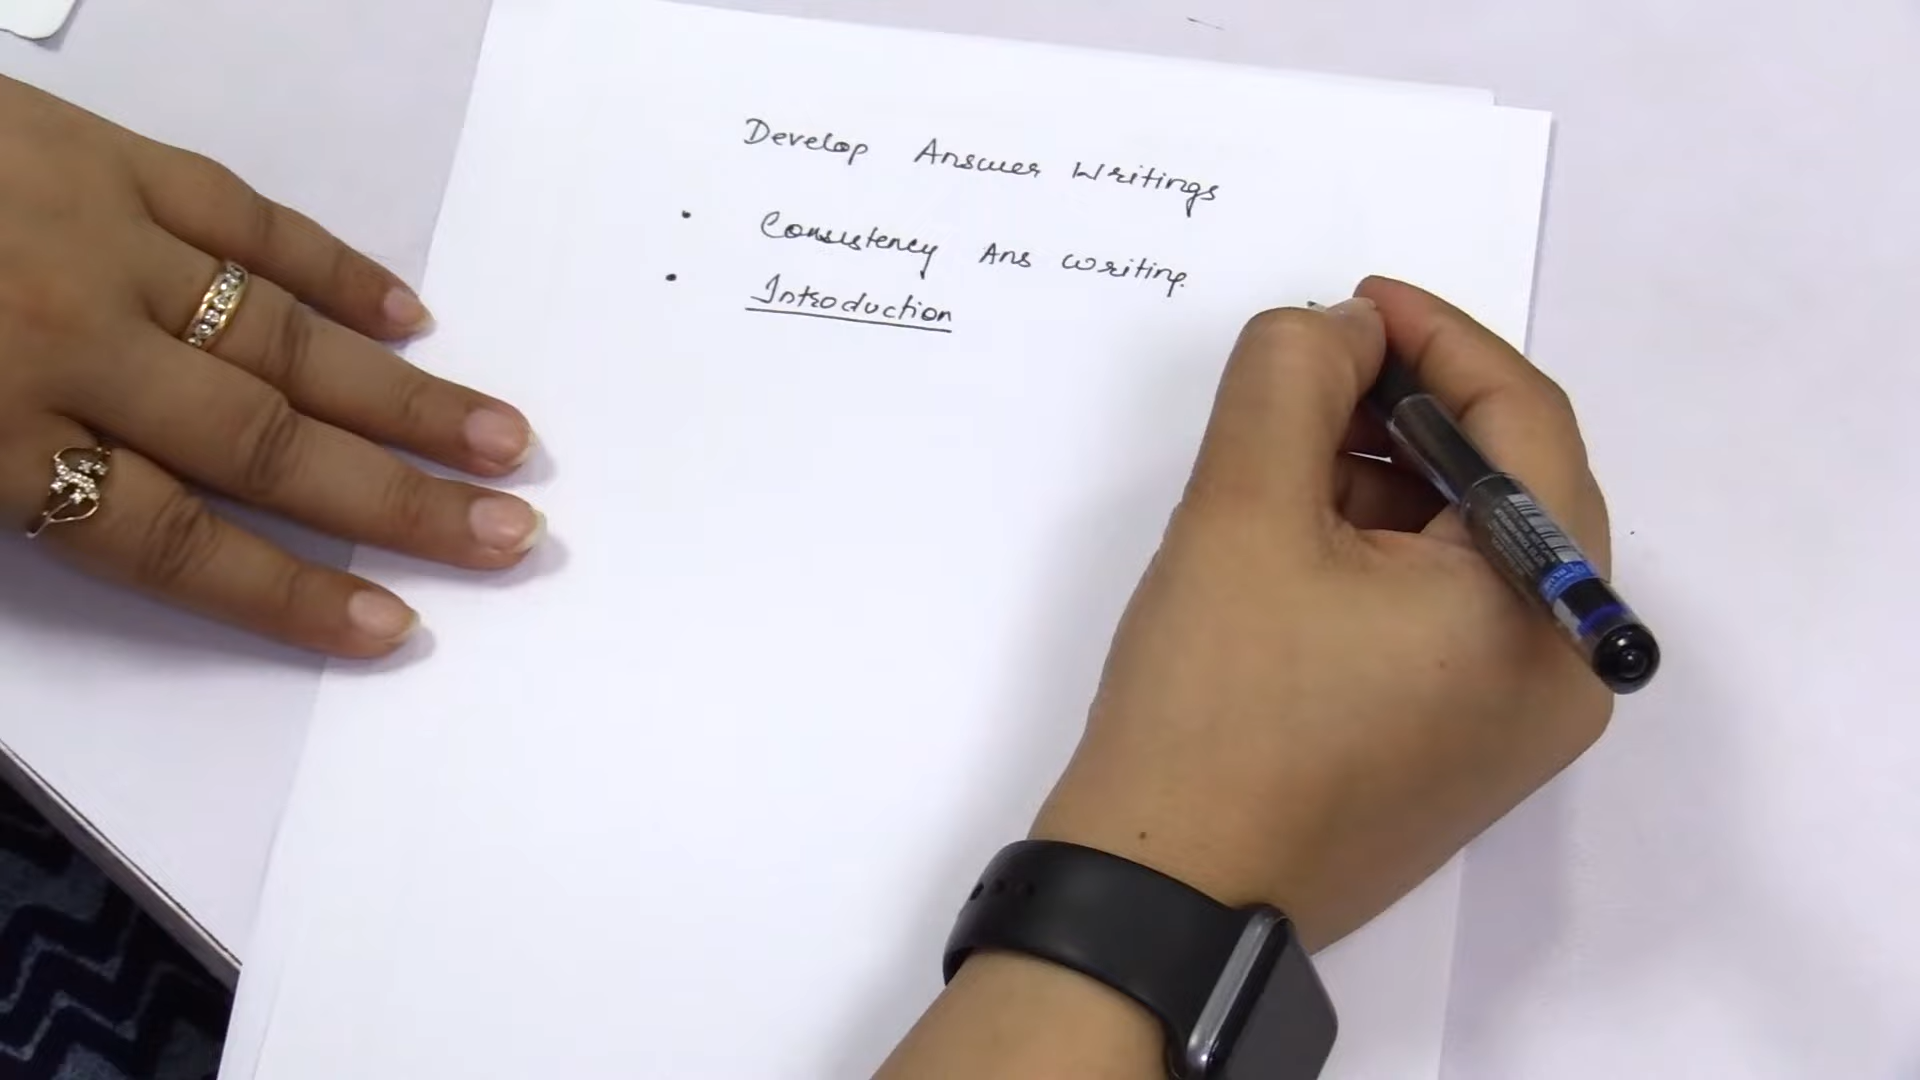 Develop Answer Writings
• Consistency Ans writing.
• Introduction